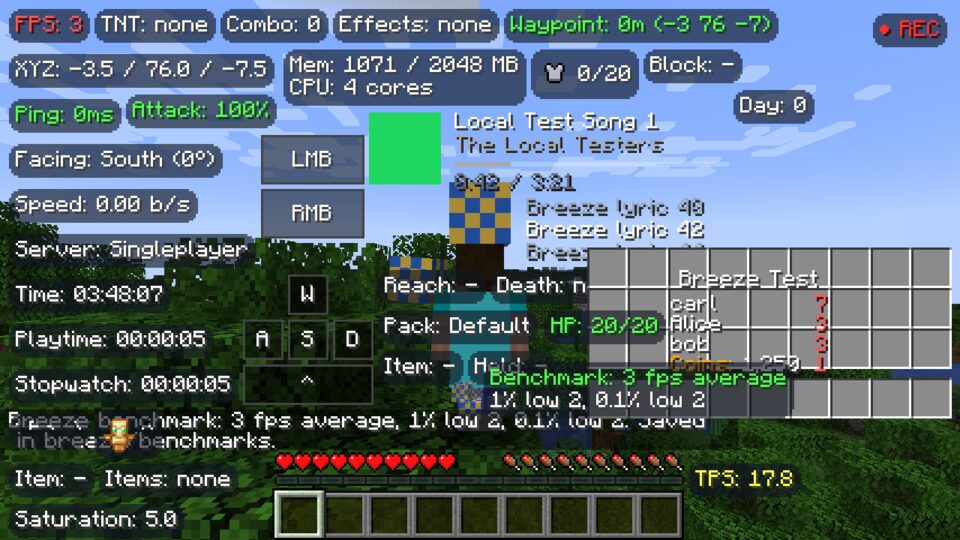 FPS: 3 TNT: none Combo: 0 Effects: none Waypoint: 0m (-3 76 -7)
REC
XYZ: -3.5 / 76.0 / -7.5
Mem: 1071 / 2048 MB
CPU: 4 cores
0/20
Block: -
Day: 0
Ping: 0ms
Attack: 100%
Local Test Song 1
The Local Testers
0:42 / 3:21
Facing: South (0°)
LMB
Speed: 0.00 b/s
RMB
Breeze lyric 40
Breeze lyric 42
Breeze lyric
Server: Singleplayer
Reach: - Death:
Breeze Test
carl 7
Alice 3
bob 3
Coins: 1,250 1
Time: 03:48:07
W
Pack: Default HP: 20/20
Playtime: 00:00:05
A S D
Item: - Held: -
Stopwatch: 00:00:05
^
Benchmark: 3 fps average
1% low 2, 0.1% low 2
Breeze benchmark: 3 fps average, 1% low 2, 0.1% low 2. Saved
in breeze benchmarks.
Item: - Items: none
TPS: 17.8
Saturation: 5.0